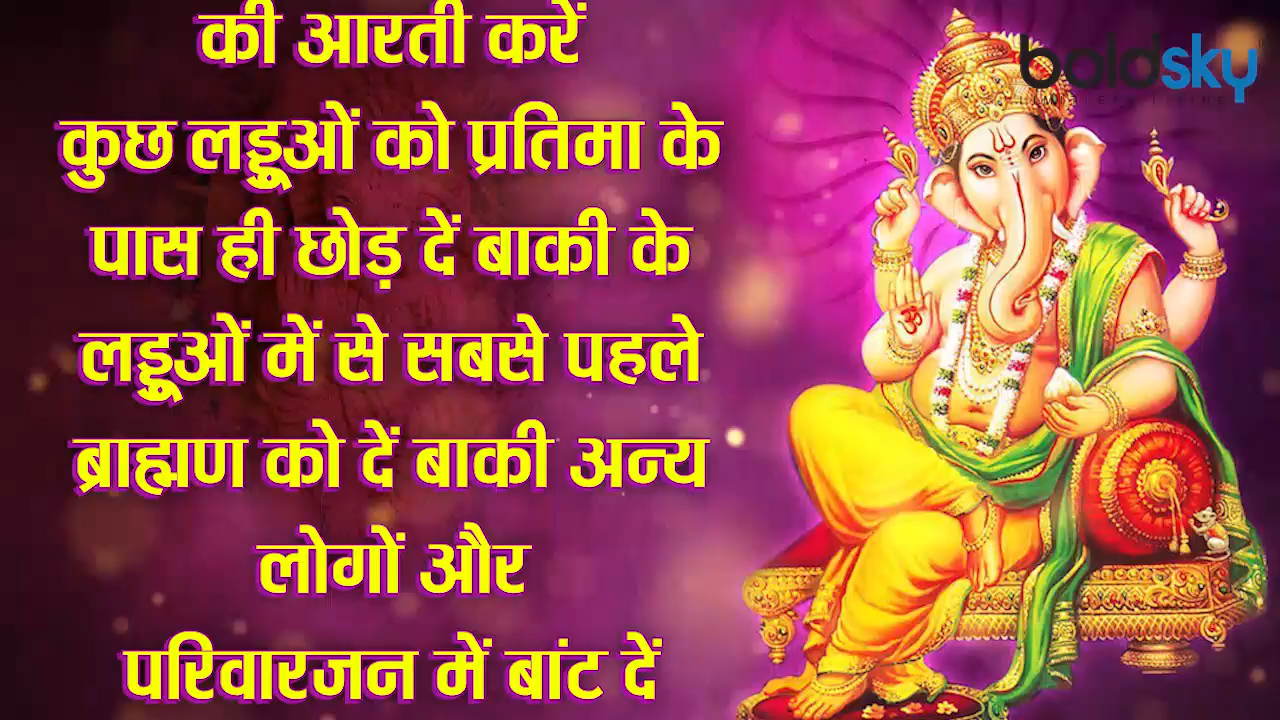 की आरती करें
कुछ लड्डूओं को प्रतिमा के
पास ही छोड़ दें बाकी के
लड्डूओं में से सबसे पहले
ब्राह्मण को दें बाकी अन्य
लोगों और
परिवारजन में बांट दें
boldsky
ॐ